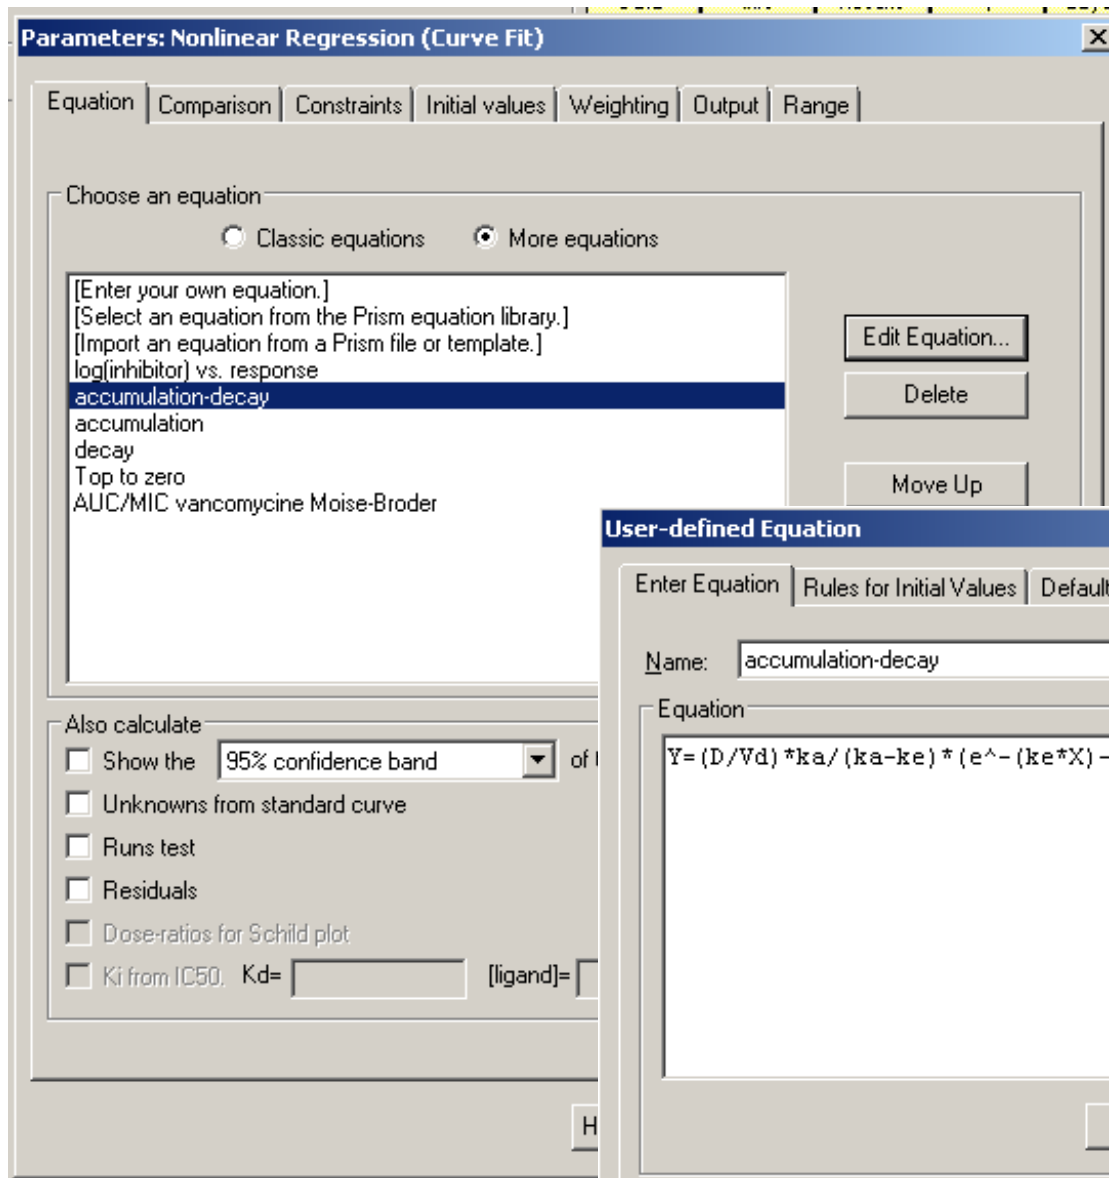 Parameters: Nonlinear Regression (Curve Fit)
Equation Comparison Constraints Initial values Weighting Output Range
Choose an equation
Classic equations More equations
[Enter your own equation.]
[Select an equation from the Prism equation library.]
[Import an equation from a Prism file or template.]
log(inhibitor) vs. response
accumulation-decay
accumulation
decay
Top to zero
AUC/MIC vancomycine Moise-Broder
Edit Equation...
Delete
Move Up
Also calculate
Show the 95% confidence band of
Unknowns from standard curve
Runs test
Residuals
Dose-ratios for Schild plot
Ki from IC50. Kd= [ligand]=
H
User-defined Equation
Enter Equation Rules for Initial Values Default
Name: accumulation-decay
Equation
Y=(D/Vd)*ka/(ka-ke)*(e^-(ke*X)-